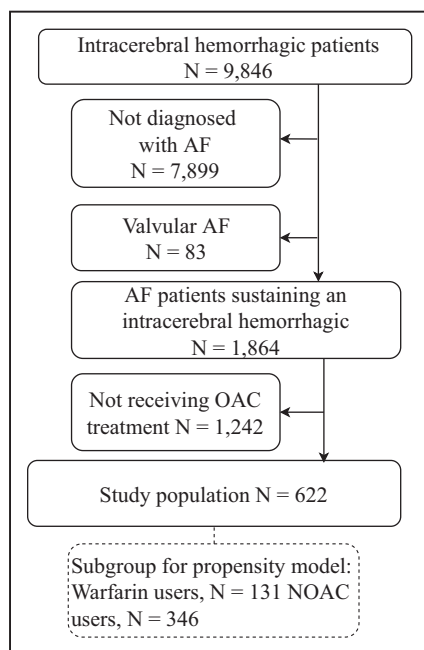 Intracerebral hemorrhagic patients
N = 9,846
Not diagnosed
with AF
N = 7,899
Valvular AF
N = 83
AF patients sustaining an
intracerebral hemorrhagic
N = 1,864
Not receiving OAC
treatment N = 1,242
Study population N = 622
Subgroup for propensity model:
Warfarin users, N = 131 NOAC
users, N = 346